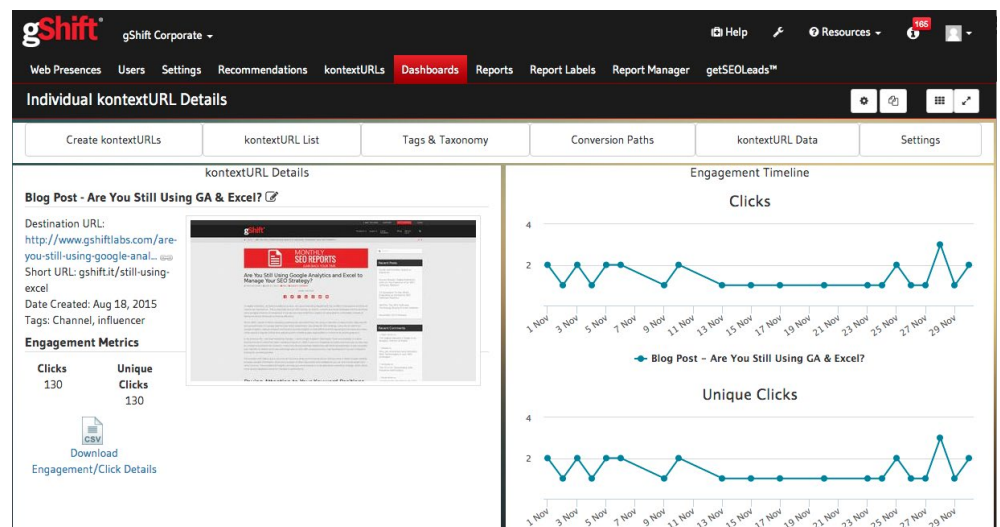 gShift
gShift Corporate
Help
Resources
165
Web Presences Users Settings Recommendations kontextURLs Dashboards Reports Report Labels Report Manager getSEOLeads™
Individual kontextURL Details
Create kontextURLs
kontextURL List
Tags & Taxonomy
Conversion Paths
kontextURL Data
Settings
kontextURL Details
Blog Post - Are You Still Using GA & Excel?
Destination URL:
http://www.gshiftlabs.com/are-
you-still-using-google-anal...
Short URL: gshift.it/still-using-
excel
Date Created: Aug 18, 2015
Tags: Channel, influencer
gShift
MONTHLY
SEO REPORTS
Are You Still Using Google Analytics and Excel to
Manage Your SEO Strategy?
Recent Posts
Recent Comments
Engagement Metrics
Clicks
130
Unique
Clicks
130
CSV
Download
Engagement/Click Details
Engagement Timeline
Clicks
4
2
1 Nov 3 Nov 5 Nov 7 Nov 9 Nov 11 Nov 13 Nov 15 Nov 17 Nov 19 Nov 21 Nov 23 Nov 25 Nov 27 Nov 29 Nov
Blog Post – Are You Still Using GA & Excel?
Unique Clicks
4
2
1 Nov 3 Nov 5 Nov 7 Nov 9 Nov 11 Nov 13 Nov 15 Nov 17 Nov 19 Nov 21 Nov 23 Nov 25 Nov 27 Nov 29 Nov